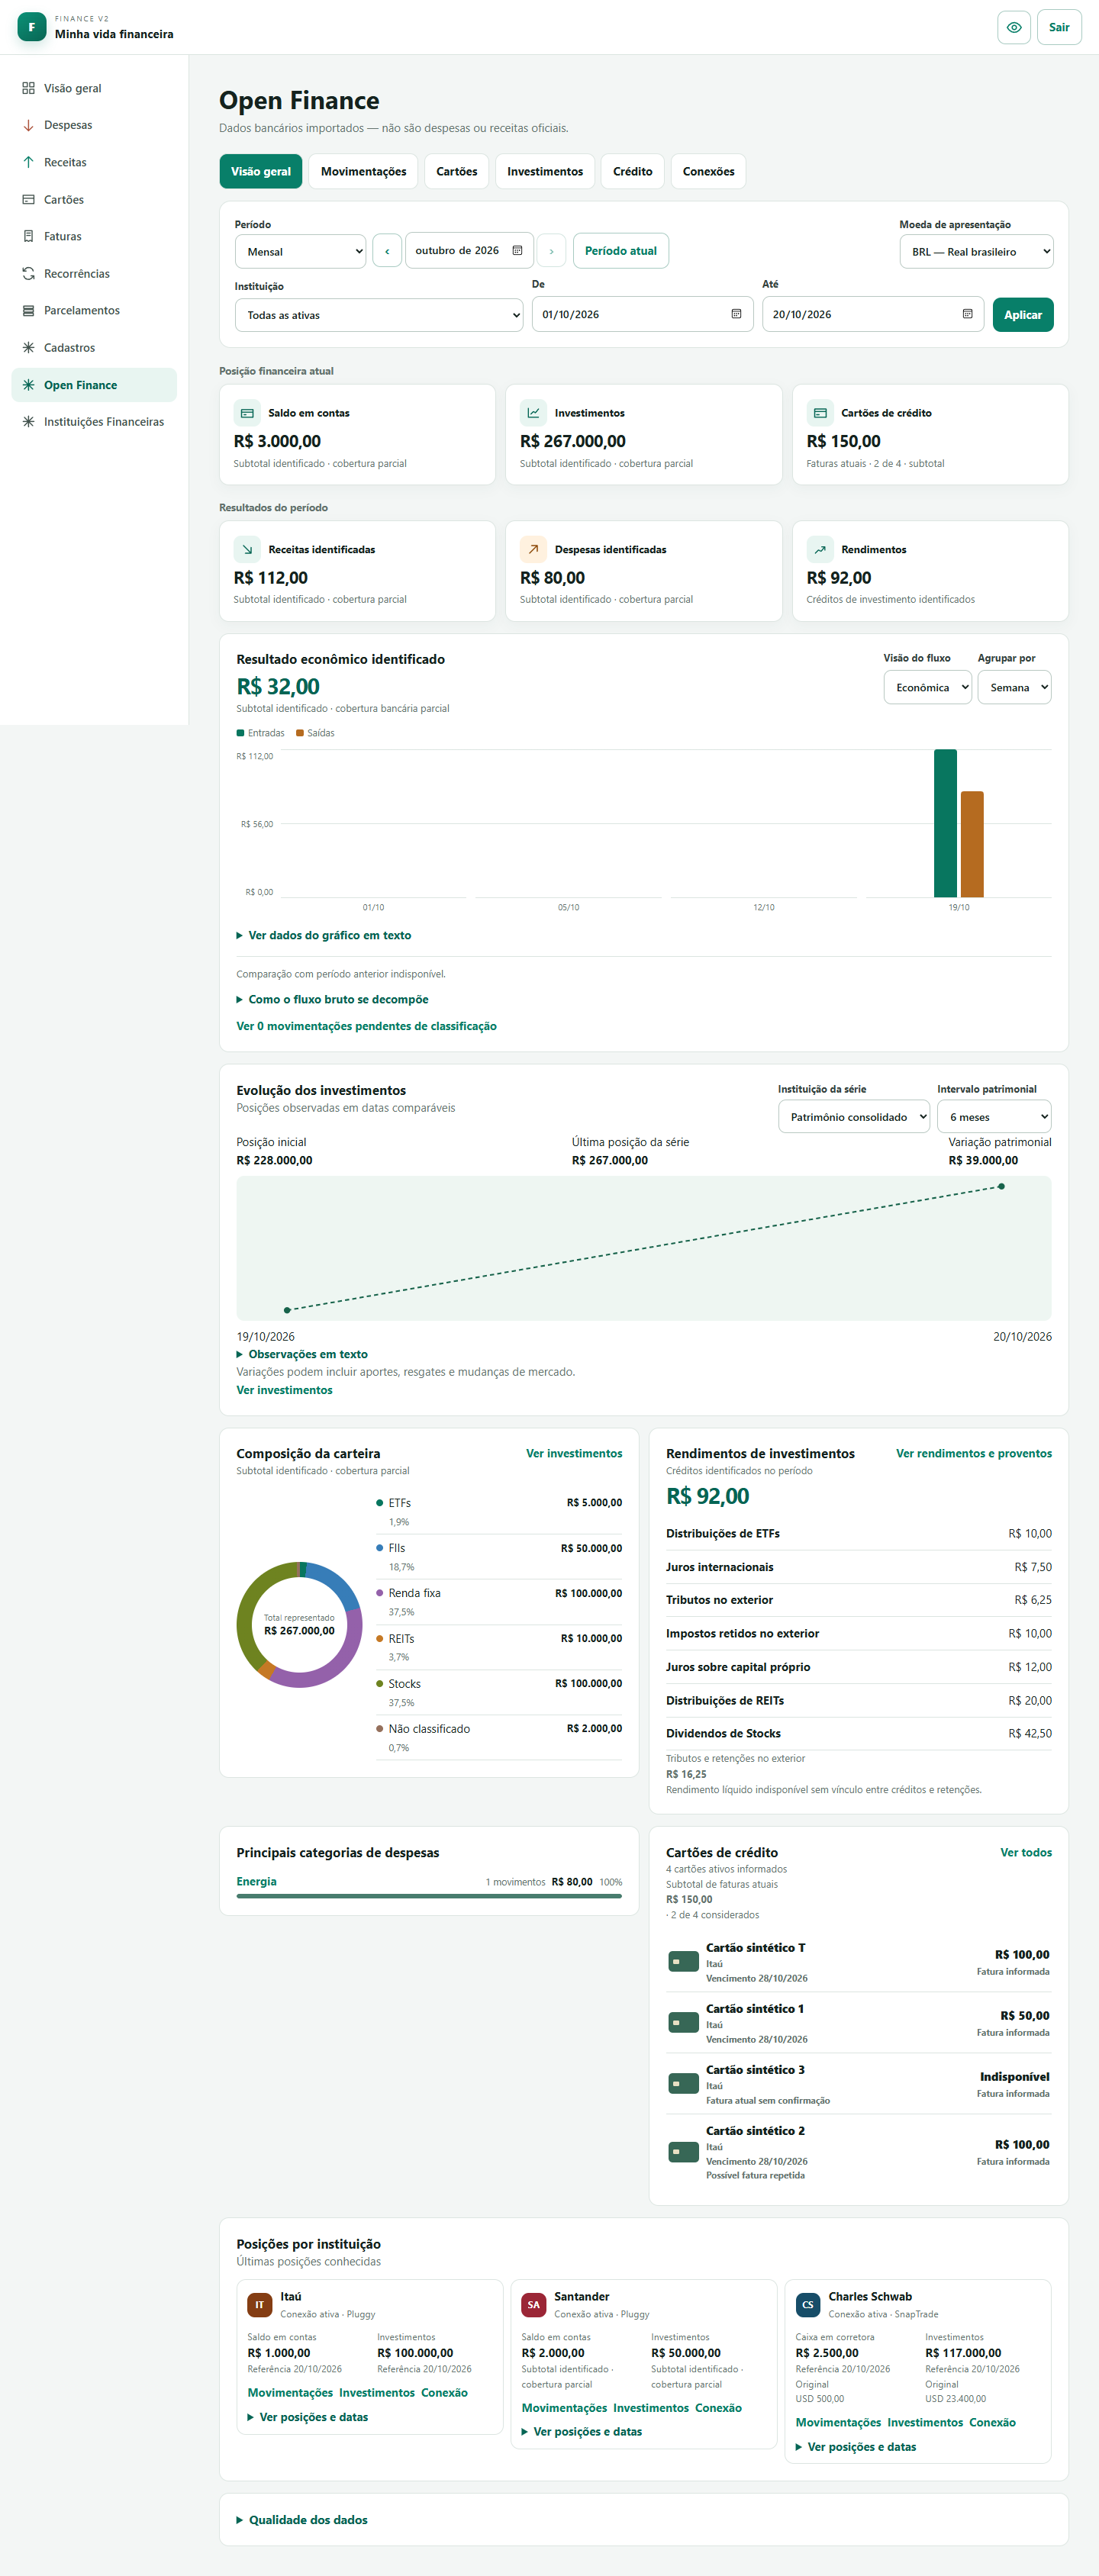 F
FINANCE V2
Minha vida financeira
Sair
Visão geral
Despesas
Receitas
Cartões
Faturas
Recorrências
Parcelamentos
Cadastros
Open Finance
Instituições Financeiras
Open Finance
Dados bancários importados — não são despesas ou receitas oficiais.
Visão geral
Movimentações
Cartões
Investimentos
Crédito
Conexões
Período
Mensal
‹
outubro de 2026
›
Período atual
Moeda de apresentação
BRL — Real brasileiro
Instituição
Todas as ativas
De
01/10/2026
Até
20/10/2026
Aplicar
Posição financeira atual
Saldo em contas
R$ 3.000,00
Subtotal identificado · cobertura parcial
Investimentos
R$ 267.000,00
Subtotal identificado · cobertura parcial
Cartões de crédito
R$ 150,00
Faturas atuais · 2 de 4 · subtotal
Resultados do período
Receitas identificadas
R$ 112,00
Subtotal identificado · cobertura parcial
Despesas identificadas
R$ 80,00
Subtotal identificado · cobertura parcial
Rendimentos
R$ 92,00
Créditos de investimento identificados
Resultado econômico identificado
R$ 32,00
Subtotal identificado · cobertura bancária parcial
Visão do fluxo
Econômica
Agrupar por
Semana
Entradas
Saídas
R$ 112,00
R$ 56,00
R$ 0,00
01/10
05/10
12/10
19/10
Ver dados do gráfico em texto
Comparação com período anterior indisponível.
Como o fluxo bruto se decompõe
Ver 0 movimentações pendentes de classificação
Evolução dos investimentos
Posições observadas em datas comparáveis
Instituição da série
Patrimônio consolidado
Intervalo patrimonial
6 meses
Posição inicial
R$ 228.000,00
Última posição da série
R$ 267.000,00
Variação patrimonial
R$ 39.000,00
19/10/2026
20/10/2026
Observações em texto
Variações podem incluir aportes, resgates e mudanças de mercado.
Ver investimentos
Composição da carteira
Ver investimentos
Subtotal identificado · cobertura parcial
Total representado
R$ 267.000,00
ETFs
R$ 5.000,00
1,9%
FIIs
R$ 50.000,00
18,7%
Renda fixa
R$ 100.000,00
37,5%
REITs
R$ 10.000,00
3,7%
Stocks
R$ 100.000,00
37,5%
Não classificado
R$ 2.000,00
0,7%
Rendimentos de investimentos
Ver rendimentos e proventos
Créditos identificados no período
R$ 92,00
Distribuições de ETFs
R$ 10,00
Juros internacionais
R$ 7,50
Tributos no exterior
R$ 6,25
Impostos retidos no exterior
R$ 10,00
Juros sobre capital próprio
R$ 12,00
Distribuições de REITs
R$ 20,00
Dividendos de Stocks
R$ 42,50
Tributos e retenções no exterior
R$ 16,25
Rendimento líquido indisponível sem vínculo entre créditos e retenções.
Principais categorias de despesas
Energia
1 movimentos R$ 80,00 100%
Cartões de crédito
Ver todos
4 cartões ativos informados
Subtotal de faturas atuais
R$ 150,00
· 2 de 4 considerados
Cartão sintético T
Itaú
Vencimento 28/10/2026
R$ 100,00
Fatura informada
Cartão sintético 1
Itaú
Vencimento 28/10/2026
R$ 50,00
Fatura informada
Cartão sintético 3
Itaú
Fatura atual sem confirmação
Indisponível
Fatura informada
Cartão sintético 2
Itaú
Vencimento 28/10/2026
Possível fatura repetida
R$ 100,00
Fatura informada
Posições por instituição
Últimas posições conhecidas
IT
Itaú
Conexão ativa · Pluggy
Saldo em contas
R$ 1.000,00
Referência 20/10/2026
Investimentos
R$ 100.000,00
Referência 20/10/2026
Movimentações Investimentos Conexão
Ver posições e datas
SA
Santander
Conexão ativa · Pluggy
Saldo em contas
R$ 2.000,00
Subtotal identificado ·
cobertura parcial
Investimentos
R$ 50.000,00
Subtotal identificado ·
cobertura parcial
Movimentações Investimentos Conexão
Ver posições e datas
CS
Charles Schwab
Conexão ativa · SnapTrade
Caixa em corretora
R$ 2.500,00
Referência 20/10/2026
Original
USD 500,00
Investimentos
R$ 117.000,00
Referência 20/10/2026
Original
USD 23.400,00
Movimentações Investimentos Conexão
Ver posições e datas
Qualidade dos dados